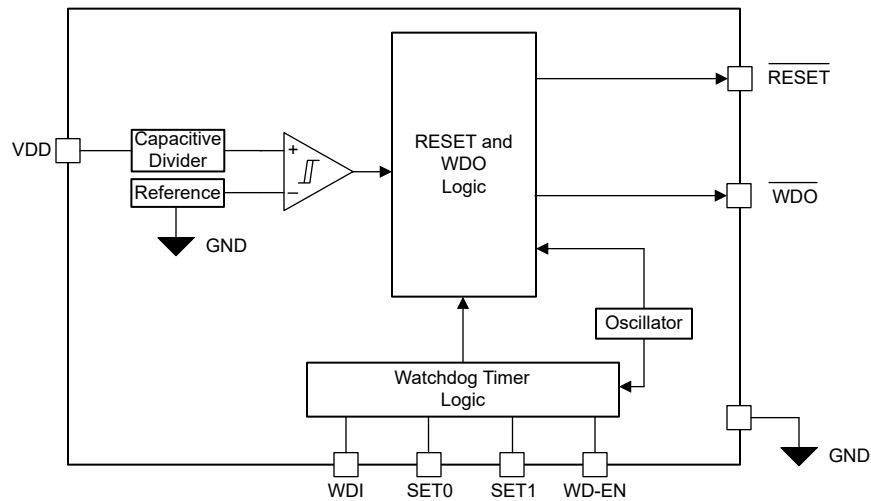 VDD
Capacitive
Divider
+
Reference
−
GND
RESET and
WDO
Logic
RESET
WDO
Oscillator
Watchdog Timer
Logic
WDI
SET0
SET1
WD-EN
GND